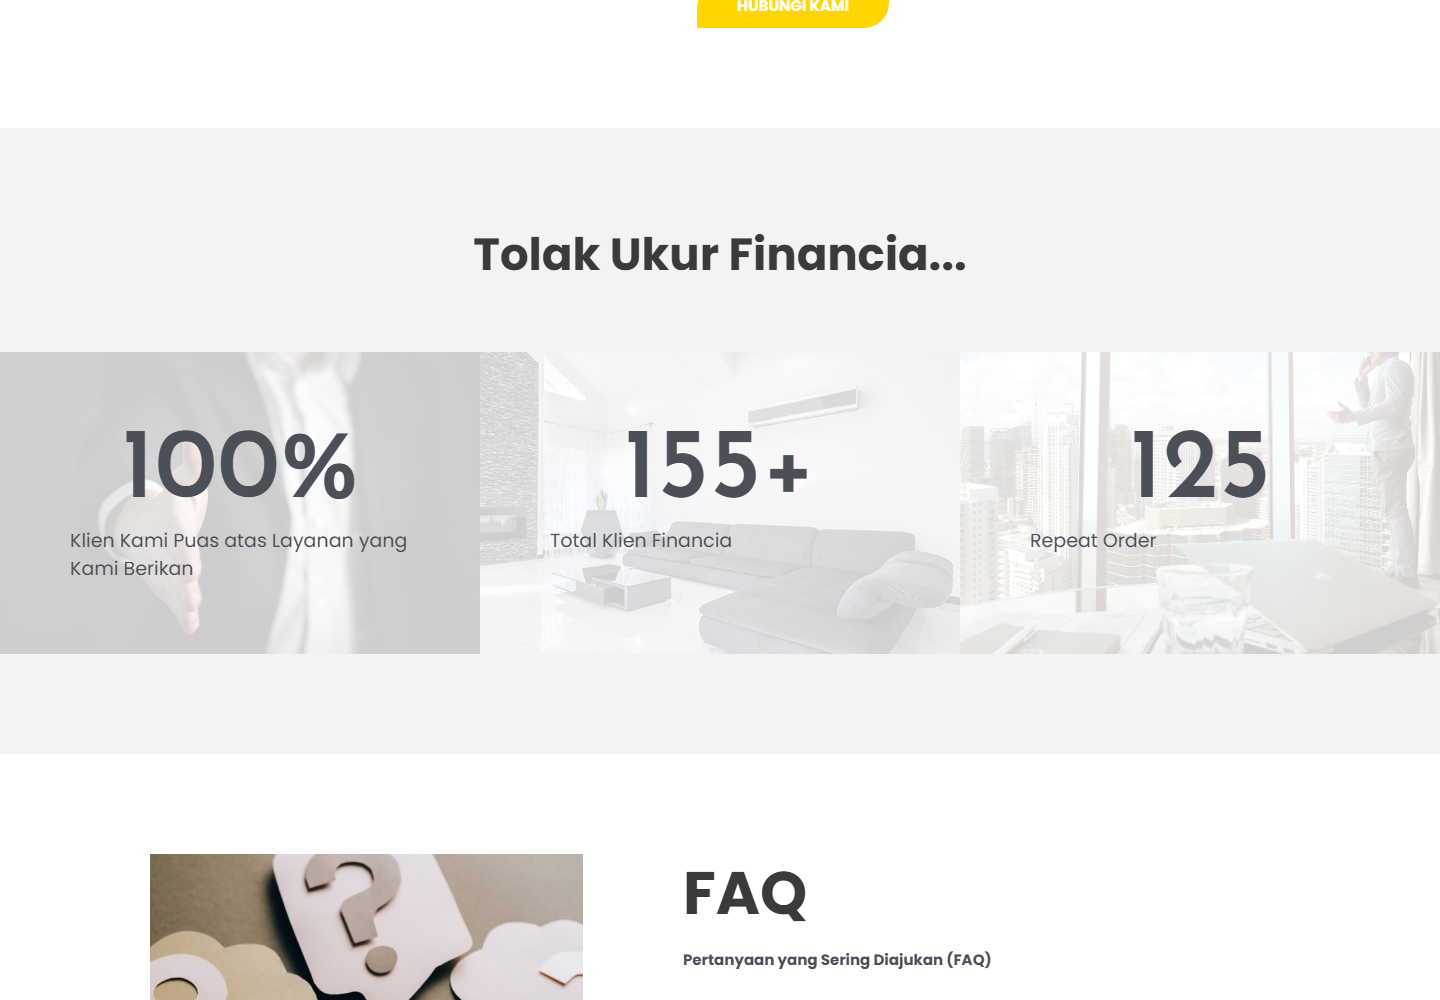 HUBUNGI KAMI
Tolak Ukur Financia...
100%
Klien Kami Puas atas Layanan yang
Kami Berikan
155+
Total Klien Financia
125
Repeat Order
?
FAQ
Pertanyaan yang Sering Diajukan (FAQ)